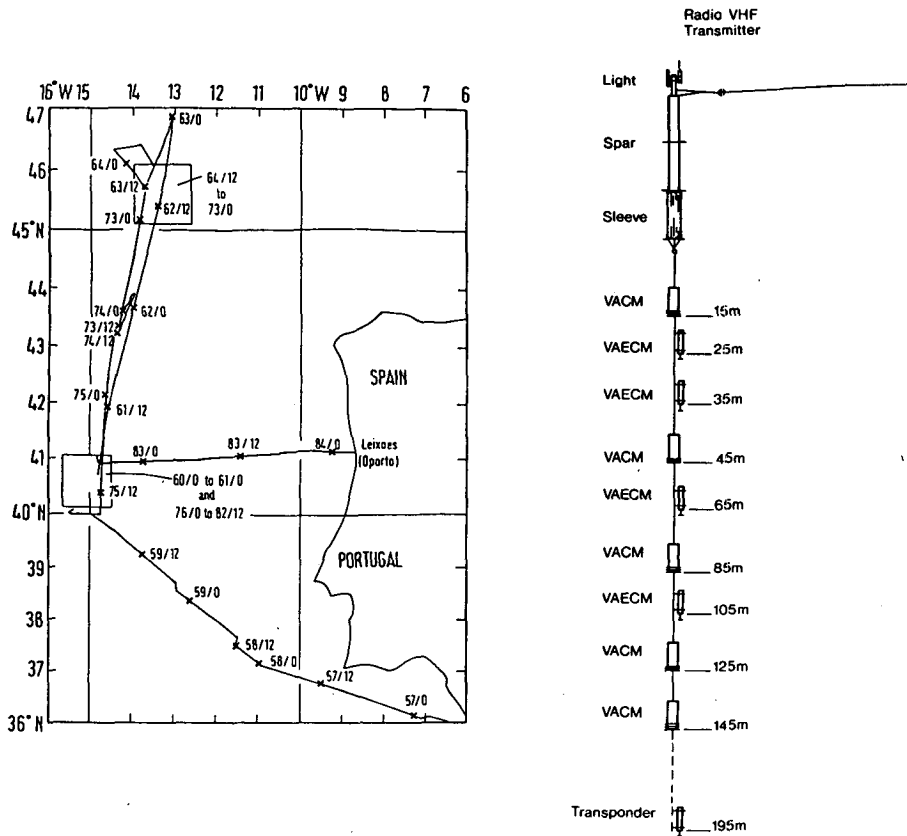 16°W 15 14 13 12 11 10°W 9 8 7 6
47
46
45°N
44
43
42
41
40°N
39
38
37
36°N
63/0
64/0
63/12
64/12
to
73/0
62/12
73/0
74/0
62/0
73/12
74/12
75/0
61/12
SPAIN
83/0
83/12
84/0
Leixoes
(Oporto)
60/0 to 61/0
and
76/0 to 82/12
75/12
PORTUGAL
59/12
59/0
58/12
58/0
57/12
57/0
Radio VHF
Transmitter
Light
Spar
Sleeve
VACM 15m
VAECM 25m
VAECM 35m
VACM 45m
VAECM 65m
VACM 85m
VAECM 105m
VACM 125m
VACM 145m
Transponder 195m